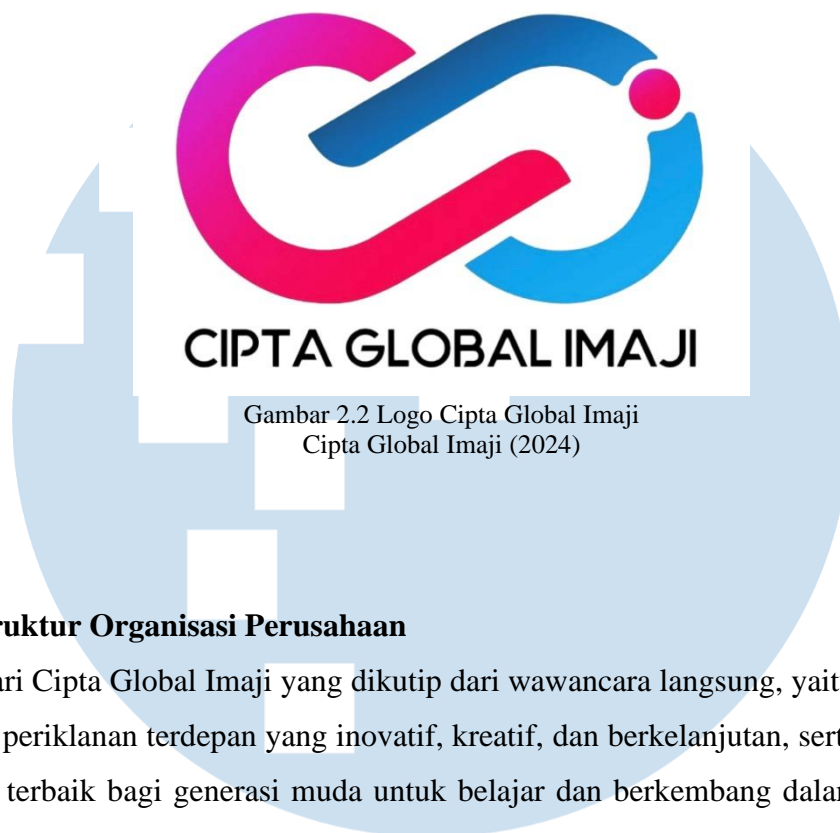 CIPTA GLOBAL IMAJI
Gambar 2.2 Logo Cipta Global Imaji
Cipta Global Imaji (2024)
ruktur Organisasi Perusahaan
ari Cipta Global Imaji yang dikutip dari wawancara langsung, yait
periklanan terdepan yang inovatif, kreatif, dan berkelanjutan, sert
terbaik bagi generasi muda untuk belajar dan berkembang dalan